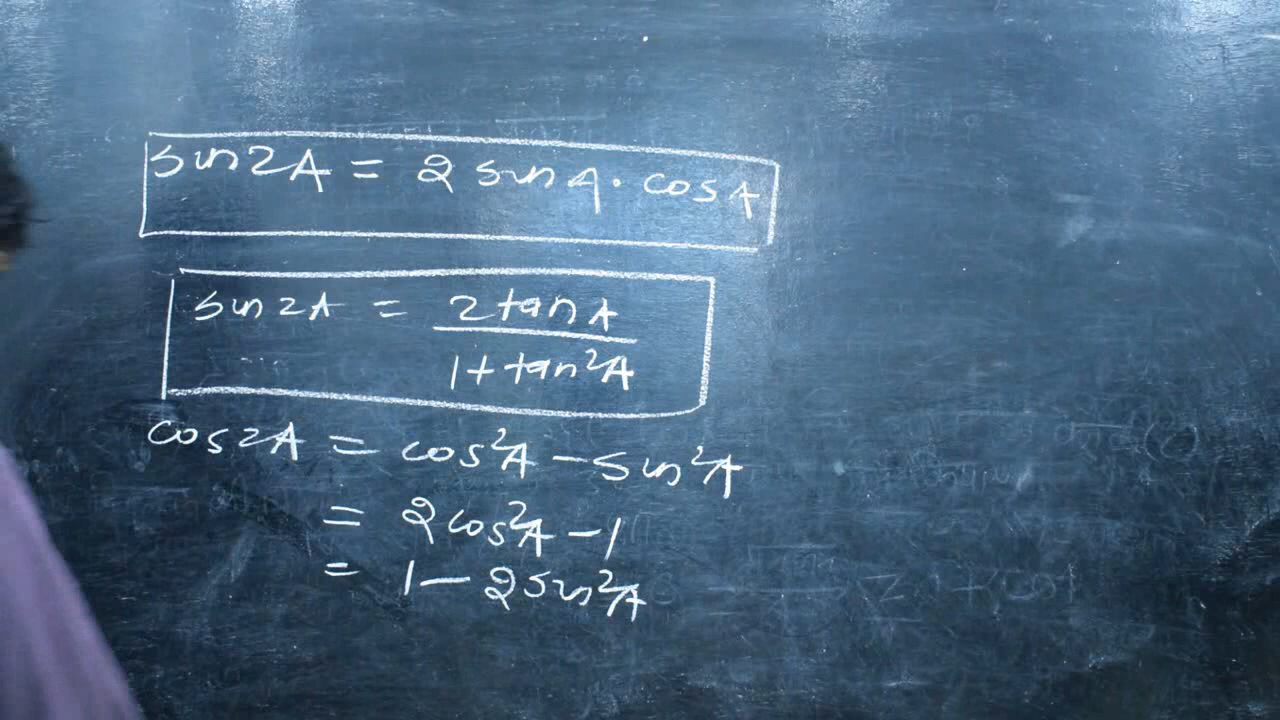 sin2A = 2 sinA · cosA
sin2A = 2tanA / 1+tan²A
cos2A = cos²A - sin²A
= 2cos²A - 1
= 1 - 2sin²A